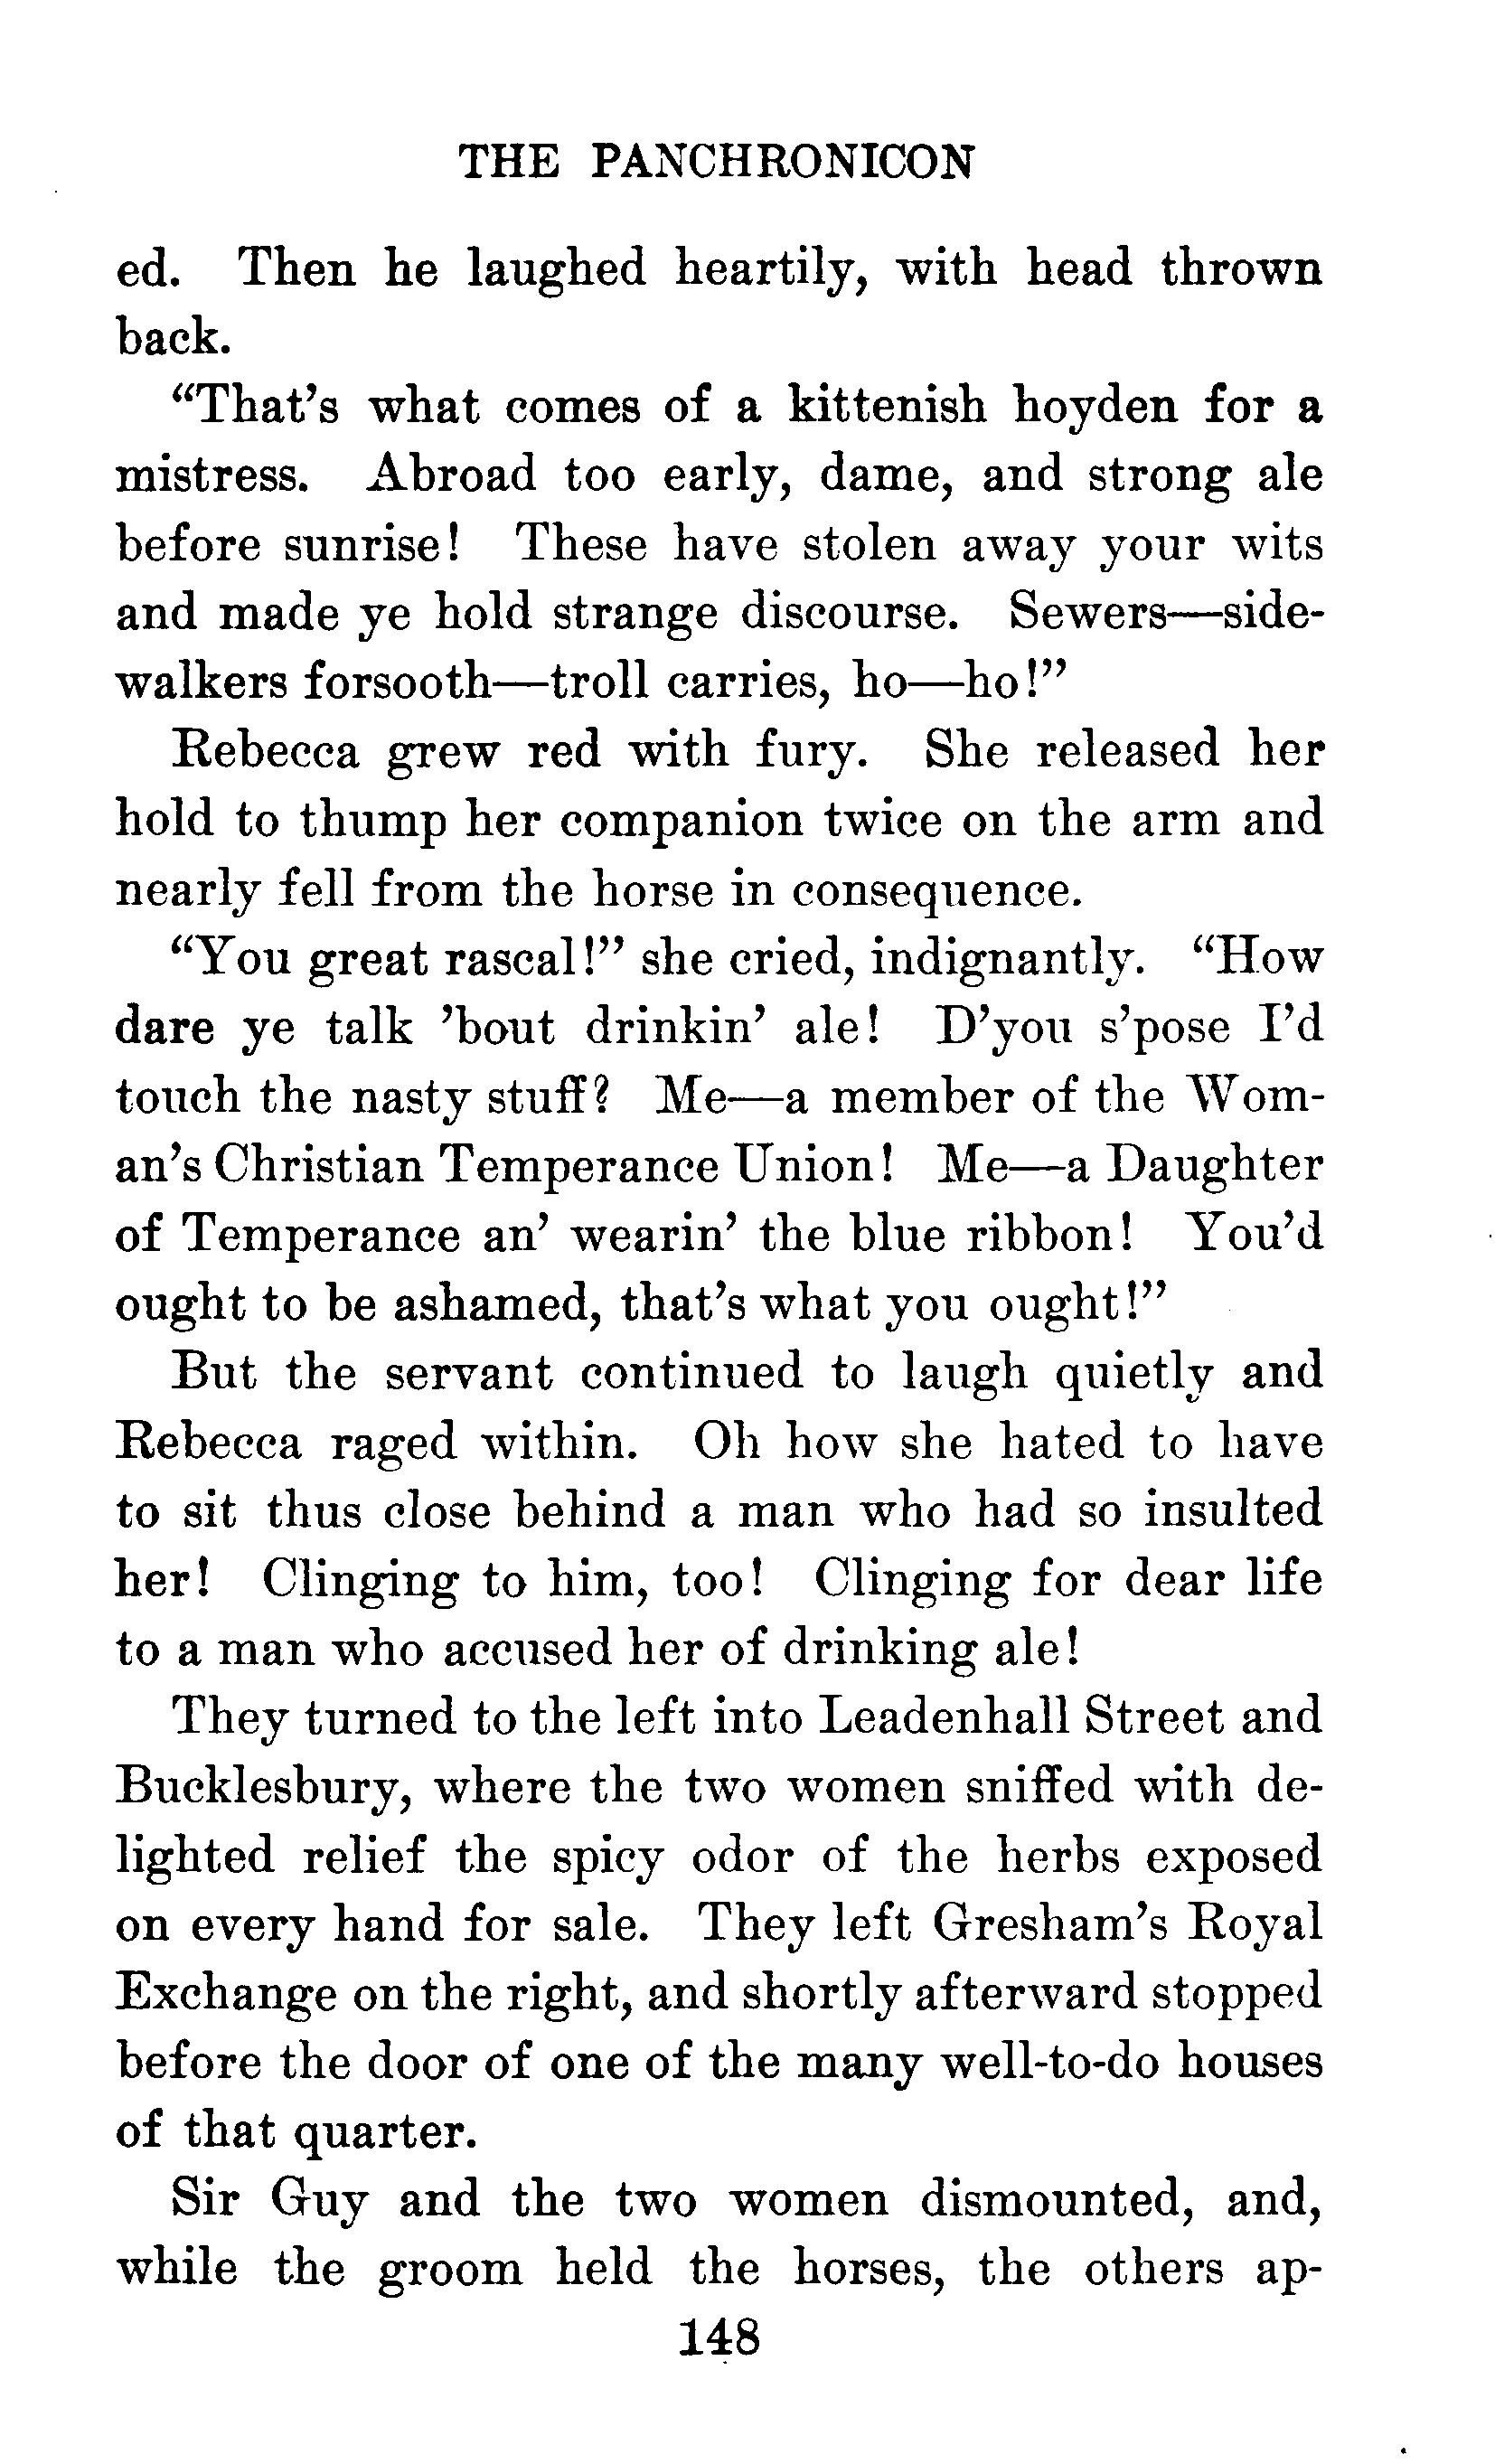 THE PANCHRONICON
ed. Then he laughed heartily, with head thrown
back.
“That’s what comes of a kittenish hoyden for a
mistress. Abroad too early, dame, and strong ale
before sunrise! These have stolen away your wits
and made ye hold strange discourse. Sewers—side-
walkers forsooth—troll carries, ho—ho!”
Rebecca grew red with fury. She released her
hold to thump her companion twice on the arm and
nearly fell from the horse in consequence.
“You great rascal!” she cried, indignantly. “How
dare ye talk ’bout drinkin’ ale! D’you s’pose I’d
touch the nasty stuff? Me—a member of the Wom-
an’s Christian Temperance Union! Me—a Daughter
of Temperance an’ wearin’ the blue ribbon! You’d
ought to be ashamed, that’s what you ought!”
But the servant continued to laugh quietly and
Rebecca raged within. Oh how she hated to have
to sit thus close behind a man who had so insulted
her! Clinging to him, too! Clinging for dear life
to a man who accused her of drinking ale!
They turned to the left into Leadenhall Street and
Bucklesbury, where the two women sniffed with de-
lighted relief the spicy odor of the herbs exposed
on every hand for sale. They left Gresham’s Royal
Exchange on the right, and shortly afterward stopped
before the door of one of the many well-to-do houses
of that quarter.
Sir Guy and the two women dismounted, and,
while the groom held the horses, the others ap-
148